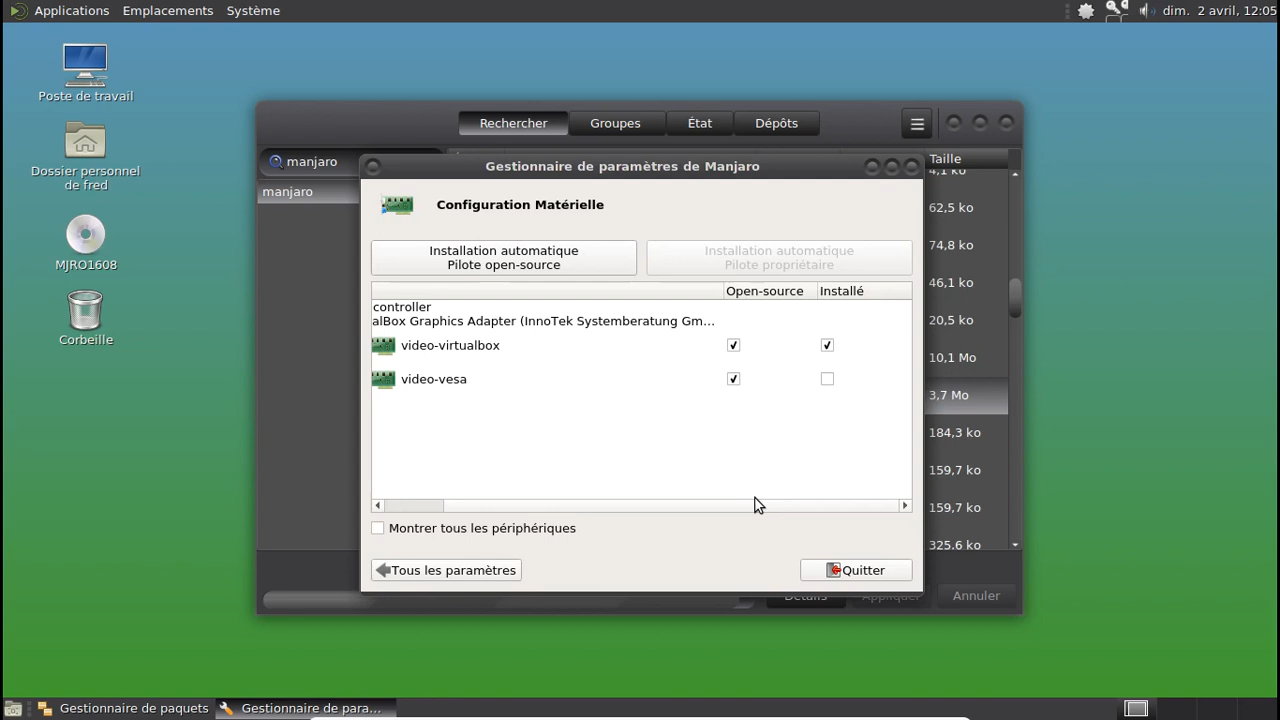 Applications Emplacements Système dim. 2 avril, 12:05
Poste de travail
Dossier personnel
de fred
MJRO1608
Corbeille
Rechercher Groupes État Dépôts
manjaro
manjaro
Taille
4,1 ko
62,5 ko
74,8 ko
46,1 ko
20,5 ko
10,1 Mo
3,7 Mo
184,3 ko
159,7 ko
159,7 ko
325,6 ko
Détails Appliquer Annuler
Gestionnaire de paramètres de Manjaro
Configuration Matérielle
Installation automatique
Pilote open-source
Installation automatique
Pilote propriétaire
Open-source Installé
controller
alBox Graphics Adapter (InnoTek Systemberatung Gm...
video-virtualbox
video-vesa
Montrer tous les périphériques
Tous les paramètres Quitter
Gestionnaire de paquets Gestionnaire de para...